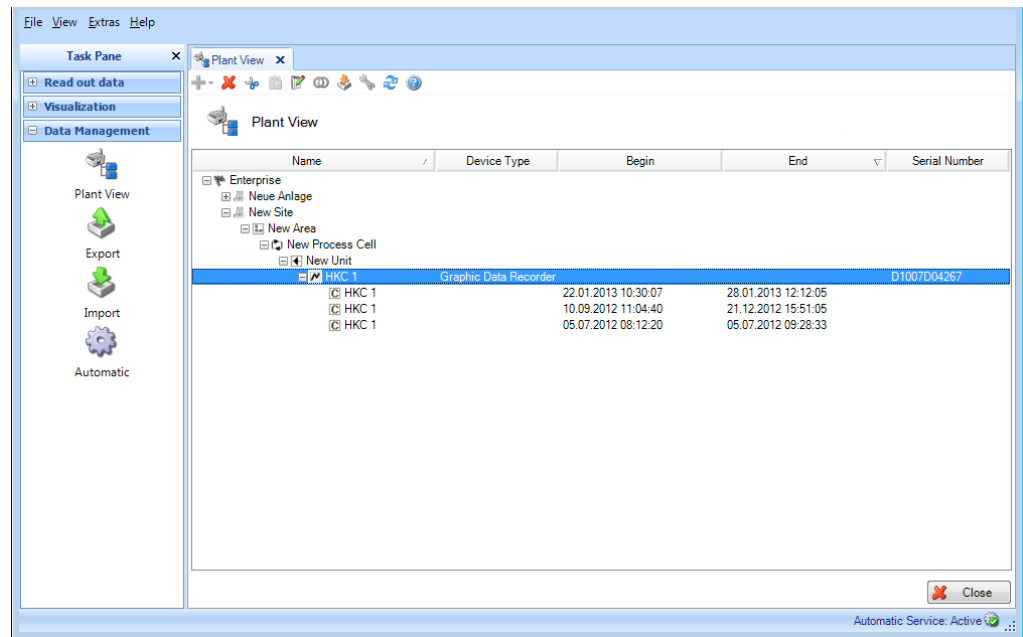 File View Extras Help
Task Pane
Plant View
Read out data
Visualization
Data Management
Plant View
Export
Import
Automatic
Plant View
Name Device Type Begin End Serial Number
Enterprise
Neue Anlage
New Site
New Area
New Process Cell
New Unit
HKC 1 Graphic Data Recorder D1007D04267
C HKC 1 22.01.2013 10:30:07 28.01.2013 12:12:05
C HKC 1 10.09.2012 11:04:40 21.12.2012 15:51:05
C HKC 1 05.07.2012 08:12:20 05.07.2012 09:28:33
Close
Automatic Service: Active